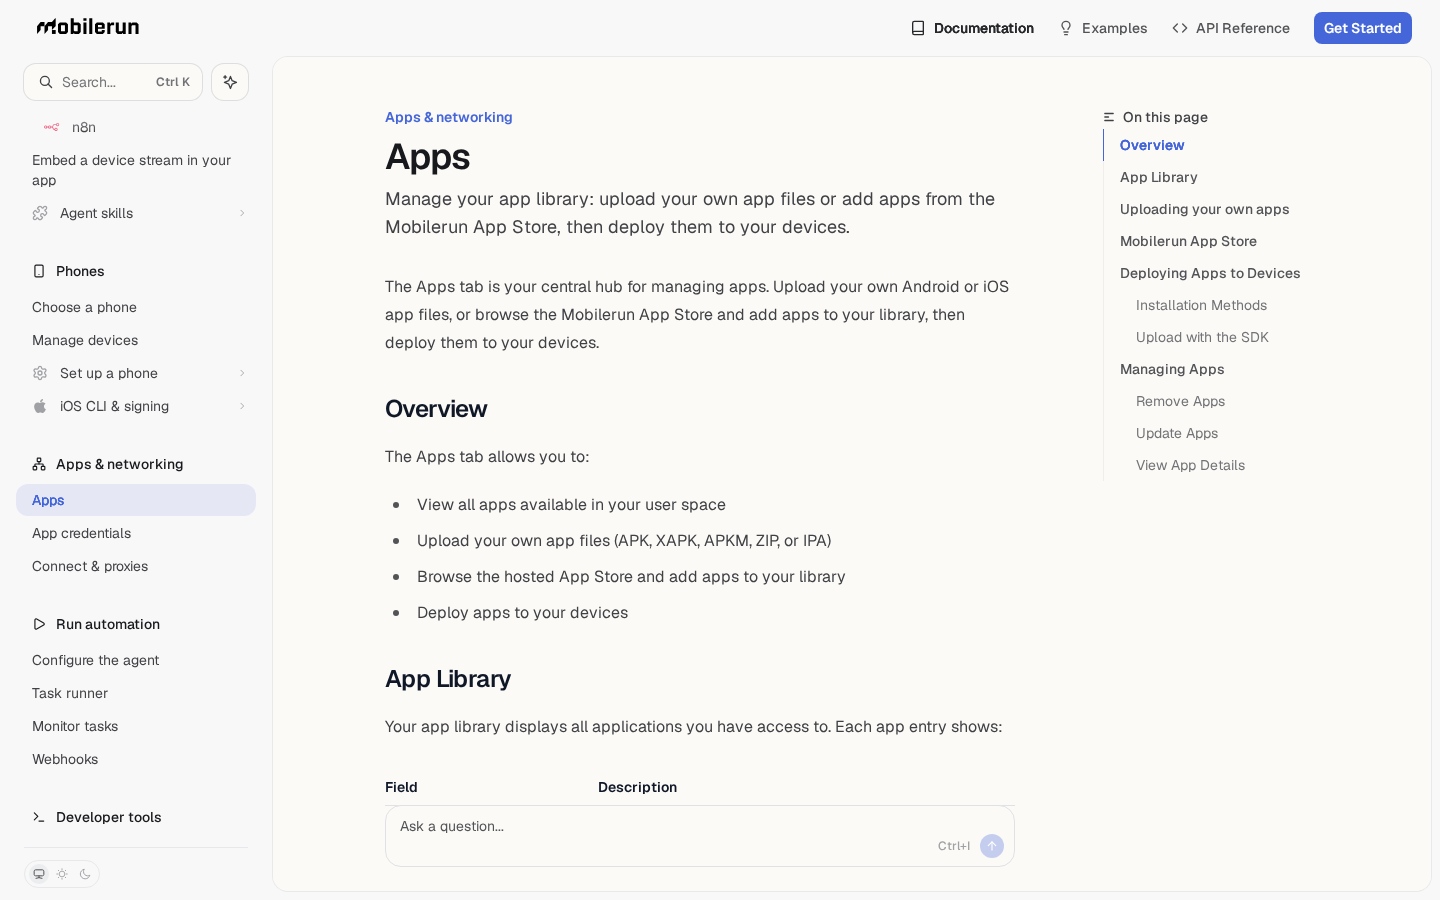 Mobilerun
Documentation
Examples
API Reference
Get Started
Search...
Ctrl K
n8n
Embed a device stream in your
app
Agent skills
Phones
Choose a phone
Manage devices
Set up a phone
iOS CLI & signing
Apps & networking
Apps
App credentials
Connect & proxies
Run automation
Configure the agent
Task runner
Monitor tasks
Webhooks
Developer tools
Apps & networking
Apps
Manage your app library: upload your own app files or add apps from the
Mobilerun App Store, then deploy them to your devices.
The Apps tab is your central hub for managing apps. Upload your own Android or iOS
app files, or browse the Mobilerun App Store and add apps to your library, then
deploy them to your devices.
Overview
The Apps tab allows you to:
View all apps available in your user space
Upload your own app files (APK, XAPK, APKM, ZIP, or IPA)
Browse the hosted App Store and add apps to your library
Deploy apps to your devices
App Library
Your app library displays all applications you have access to. Each app entry shows:
Field Description
Ask a question...
Ctrl+I
On this page
Overview
App Library
Uploading your own apps
Mobilerun App Store
Deploying Apps to Devices
Installation Methods
Upload with the SDK
Managing Apps
Remove Apps
Update Apps
View App Details